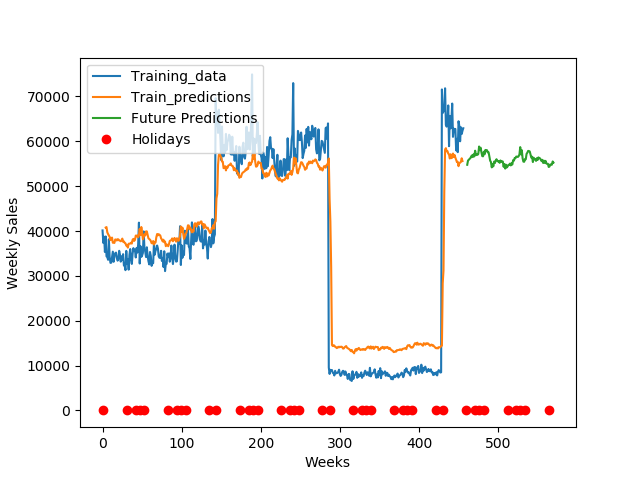 Training_data
Train_predictions
Future Predictions
Holidays
70000
60000
50000
40000
30000
20000
10000
0
Weekly Sales
0 100 200 300 400 500
Weeks